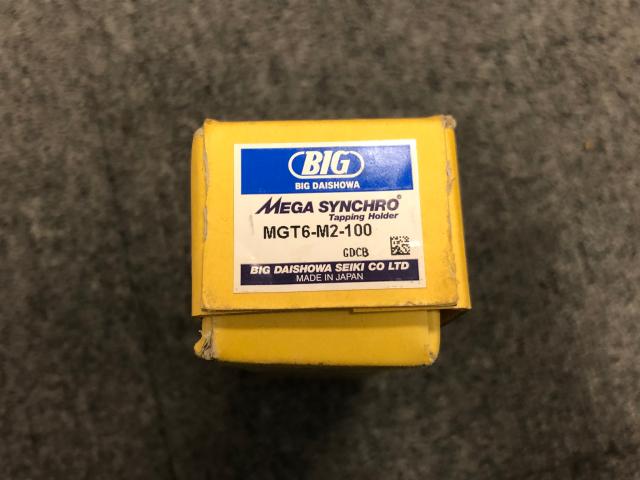 BIG
BIG DAISHOWA
MEGA SYNCHRO®
Tapping Holder
MGT6-M2-100
GDCB
BIG DAISHOWA SEIKI CO LTD
MADE IN JAPAN